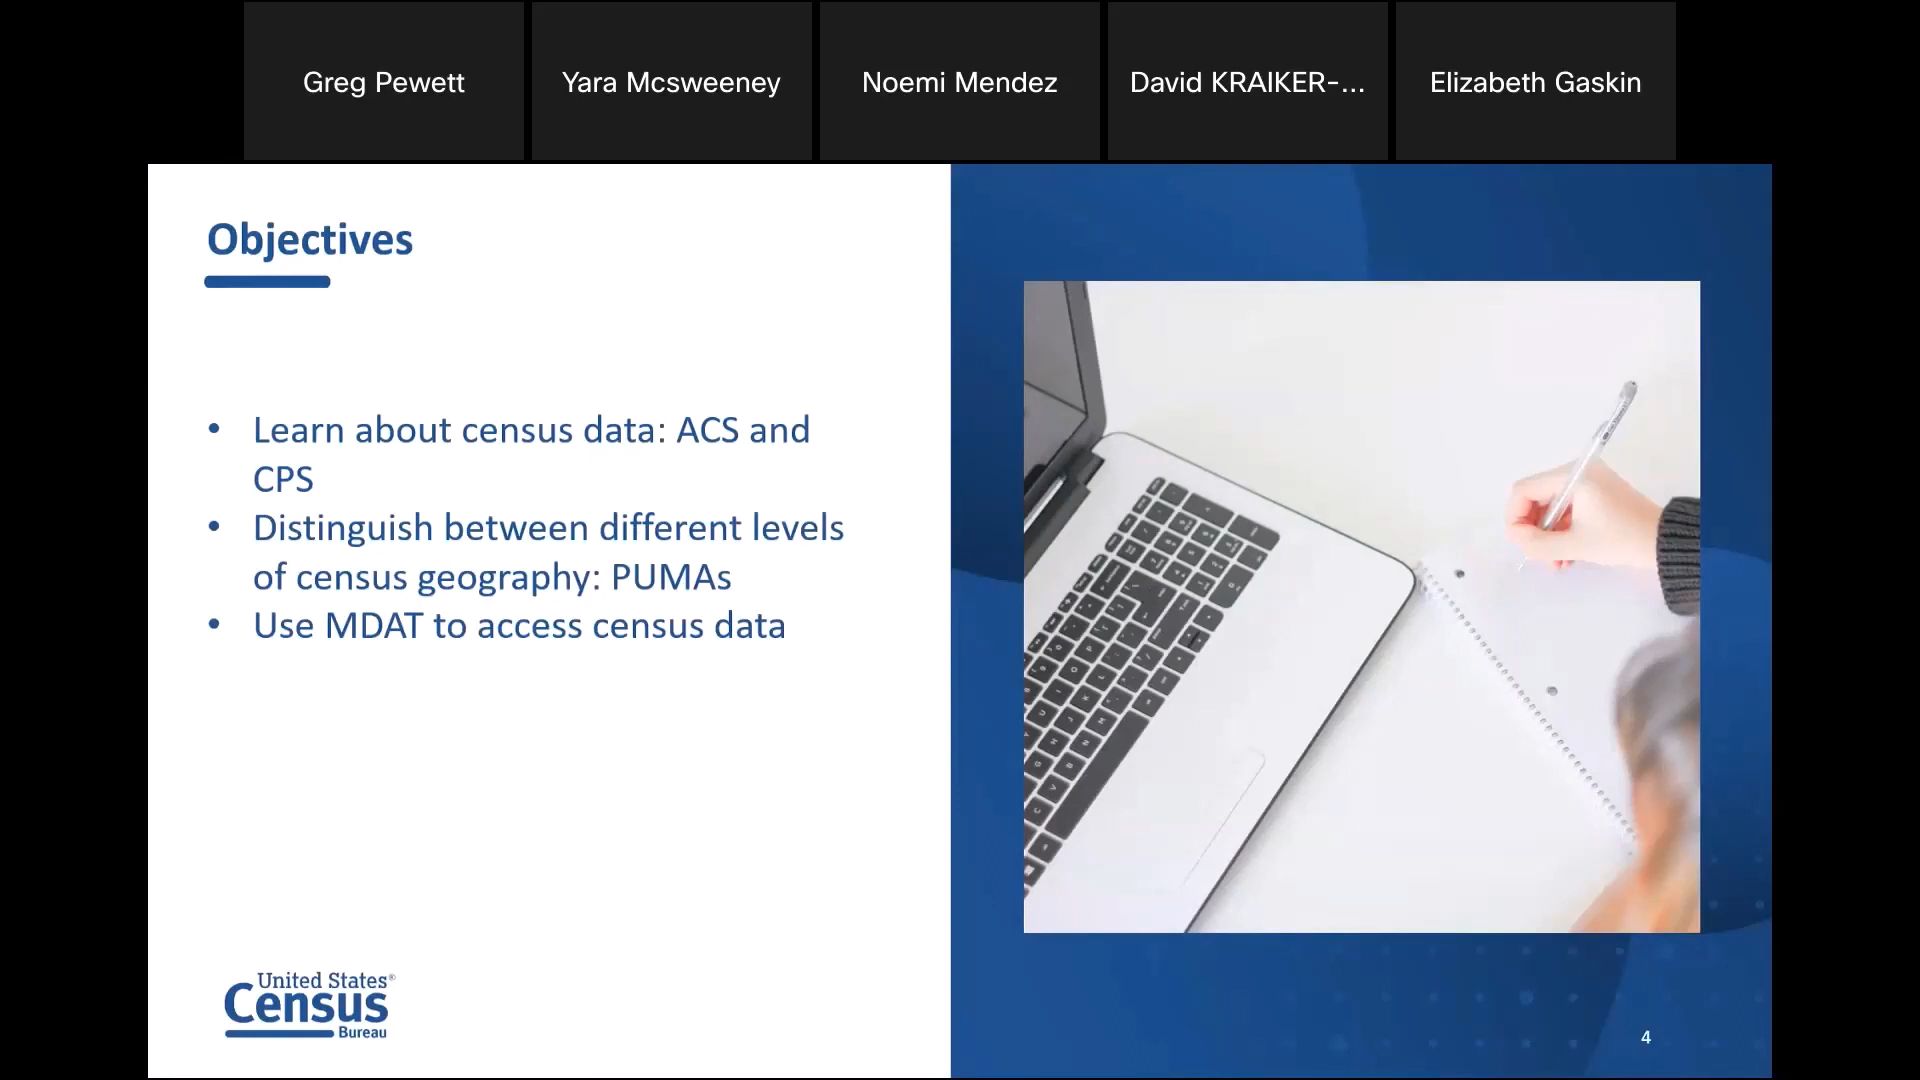 Greg Pewett
Yara Mcsweeney
Noemi Mendez
David KRAIKER-...
Elizabeth Gaskin
Objectives
• Learn about census data: ACS and
CPS
• Distinguish between different levels
of census geography: PUMAs
• Use MDAT to access census data
United States®
Census
Bureau
4